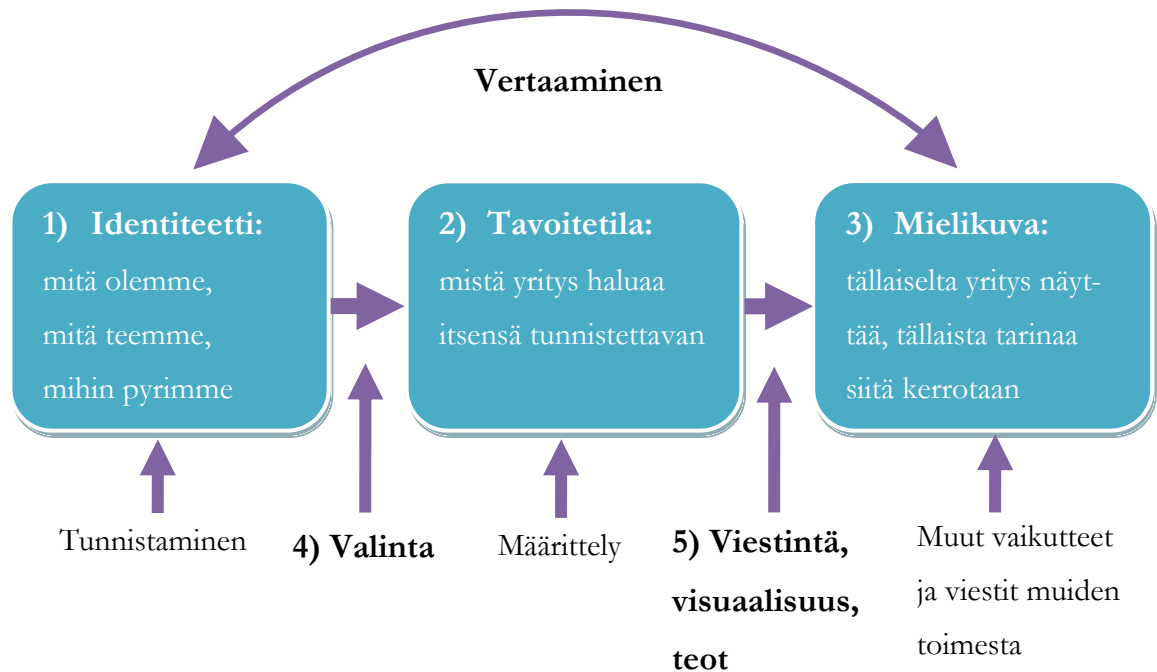 Vertaaminen
1) Identiteetti:
mitä olemme,
mitä teemme,
mihin pyrimme
2) Tavoitetila:
mistä yritys haluaa
itsensä tunnistettavan
3) Mielikuva:
tällaiselta yritys näyt-
tää, tällaista tarinaa
siitä kerrotaan
Tunnistaminen
4) Valinta
Määrittely
5) Viestintä,
visuaalisuus,
teot
Muut vaikutteet
ja viestit muiden
toimesta